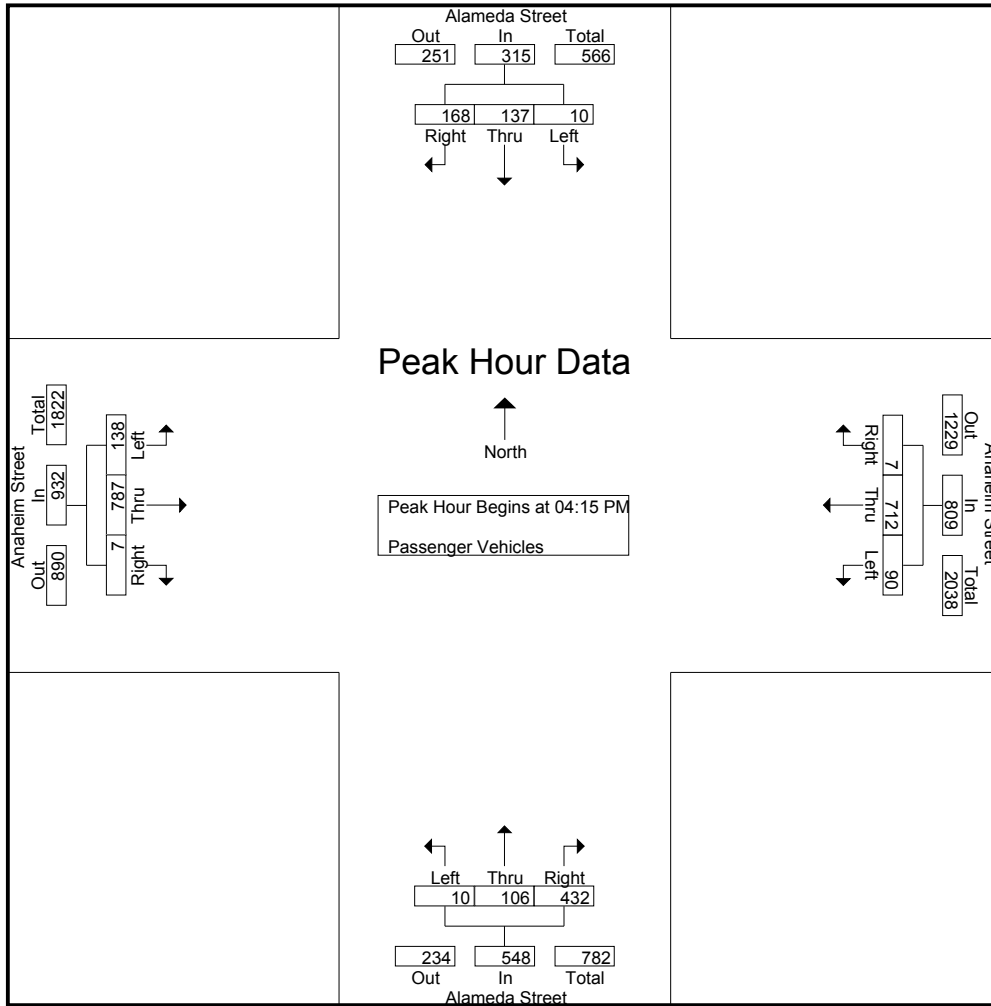 Alameda Street
Out In Total
251 315 566
168 137 10
Right Thru Left
Peak Hour Data
North
Peak Hour Begins at 04:15 PM
Passenger Vehicles
Anaheim Street
Total In Out
1822 932 890
138 787 7
Left Thru Right
Anaheim Street
Out In Total
1229 809 2038
7 712 90
Right Thru Left
Left Thru Right
10 106 432
234 548 782
Out In Total
Alameda Street